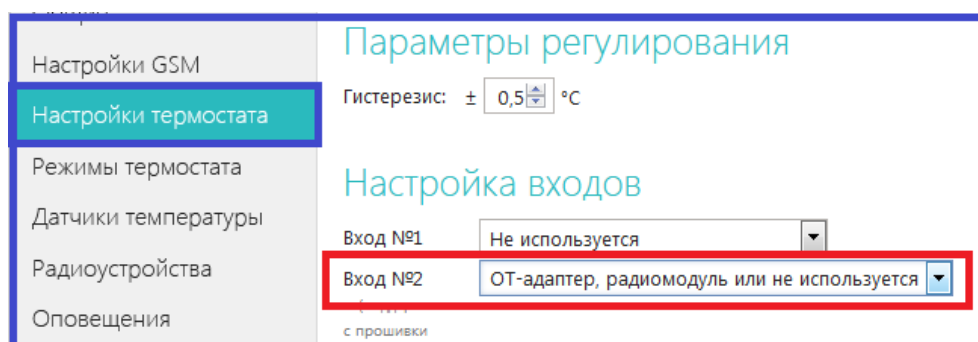 Настройки GSM
Настройки термостата
Режимы термостата
Датчики температуры
Радиоустройства
Оповещения
Параметры регулирования
Гистерезис: ± 0,5 °C
Настройка входов
Вход №1 Не используется
Вход №2 ОТ-адаптер, радиомодуль или не используется
с прошивки